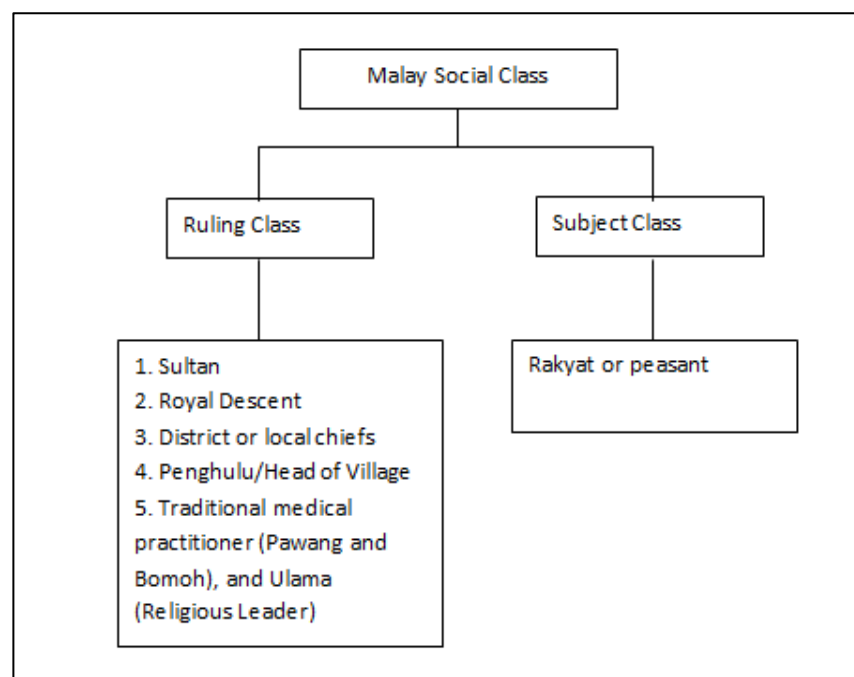 Malay Social Class
Ruling Class
Subject Class
1. Sultan
2. Royal Descent
3. District or local chiefs
4. Penghulu/Head of Village
5. Traditional medical
practitioner (Pawang and
Bomoh), and Ulama
(Religious Leader)
Rakyat or peasant